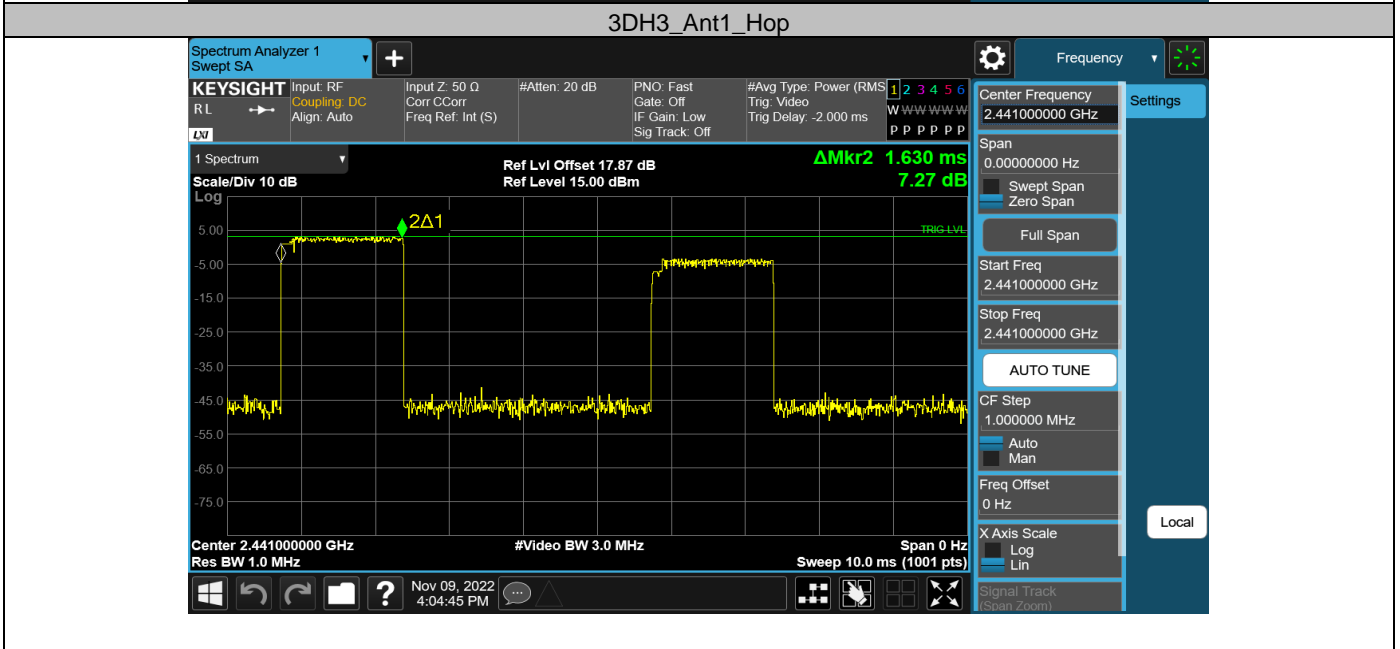 3DH3_Ant1_Hop
Spectrum Analyzer 1
Swept SA
Frequency
KEYSIGHT
RL
LXI
Input: RF
Coupling: DC
Align: Auto
Input Z: 50 Ω
Corr CCorr
Freq Ref: Int (S)
#Atten: 20 dB
PNO: Fast
Gate: Off
IF Gain: Low
Sig Track: Off
#Avg Type: Power (RMS
Trig: Video
Trig Delay: -2.000 ms
1 2 3 4 5 6
W W W W W W
P P P P P P
1 Spectrum
Scale/Div 10 dB
Log
Ref Lvl Offset 17.87 dB
Ref Level 15.00 dBm
ΔMkr2 1.630 ms
7.27 dB
2Δ1
TRIG LVL
5.00
-5.00
-15.0
-25.0
-35.0
-45.0
-55.0
-65.0
-75.0
Center 2.441000000 GHz
Res BW 1.0 MHz
#Video BW 3.0 MHz
Span 0 Hz
Sweep 10.0 ms (1001 pts)
Center Frequency
2.441000000 GHz
Settings
Span
0.00000000 Hz
Swept Span
Zero Span
Full Span
Start Freq
2.441000000 GHz
Stop Freq
2.441000000 GHz
AUTO TUNE
CF Step
1.000000 MHz
Auto
Man
Freq Offset
0 Hz
X Axis Scale
Log
Lin
Signal Track
(Span Zoom)
Local
?
Nov 09, 2022
4:04:45 PM